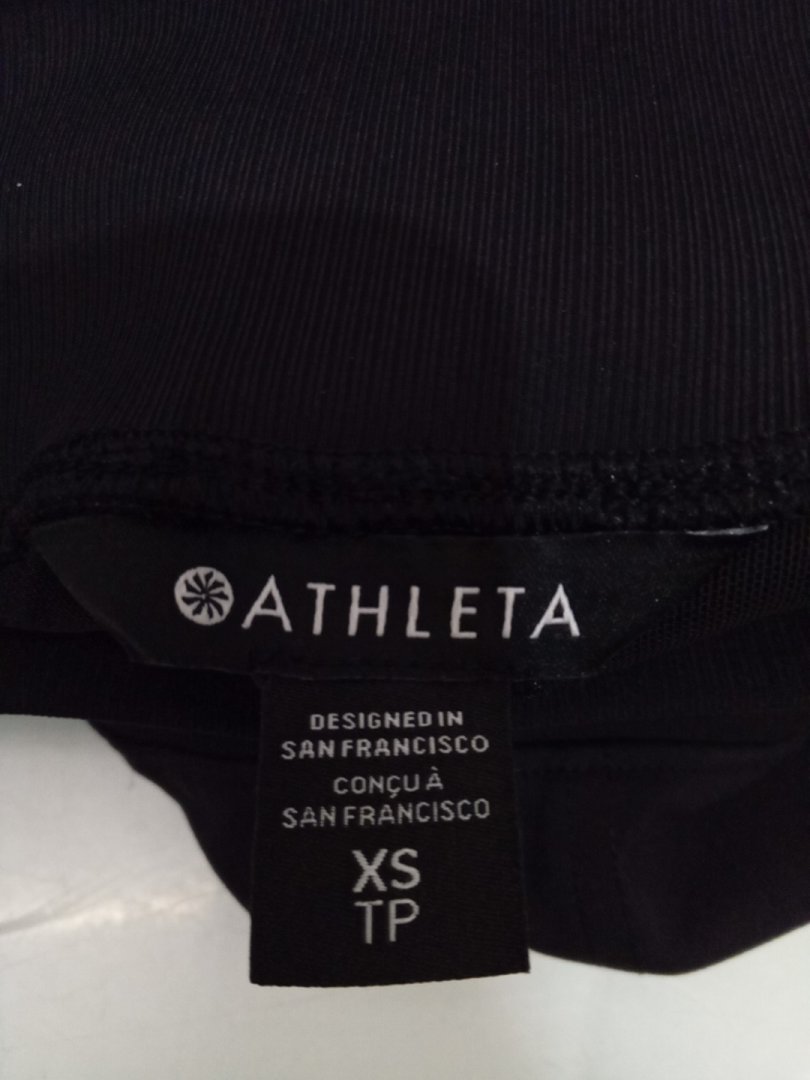 ATHLETA
DESIGNED IN
SAN FRANCISCO
CONÇU À
SAN FRANCISCO
XS
TP